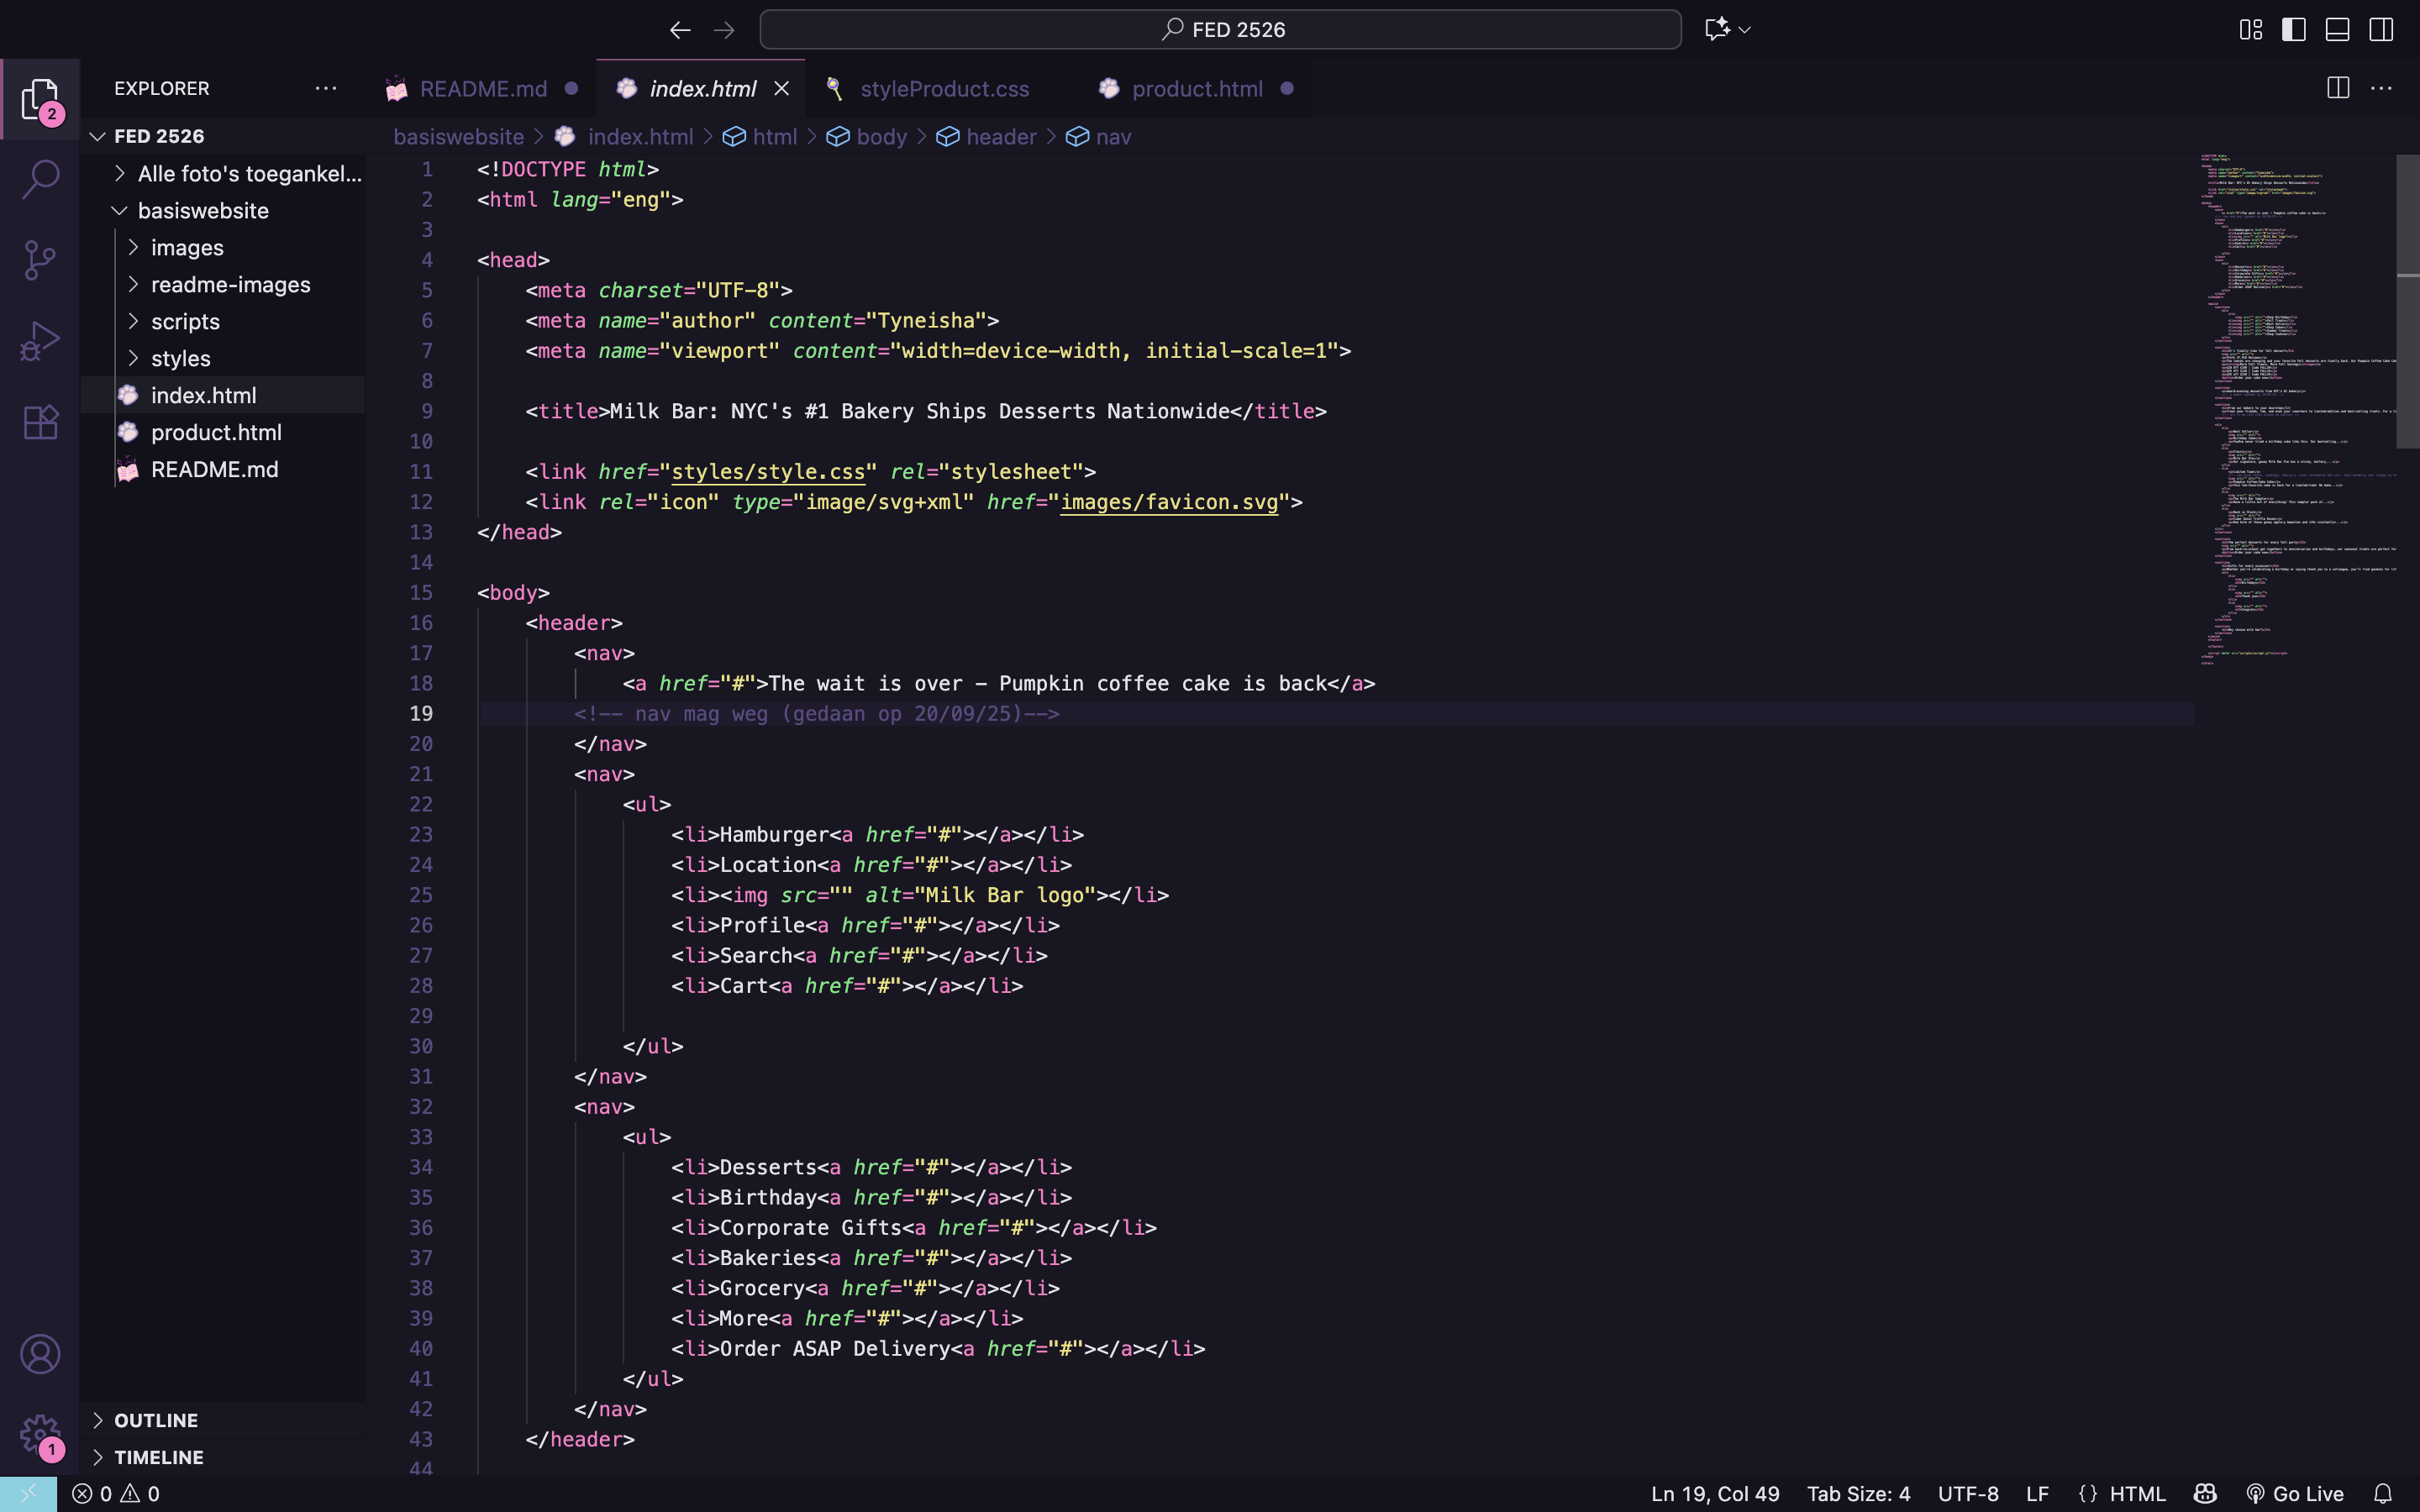 FED 2526
EXPLORER
README.md
index.html
styleProduct.css
product.html
2
FED 2526
basiswebsite > index.html > html > body > header > nav
Alle foto's toegankel...
basiswebsite
images
readme-images
scripts
styles
index.html
product.html
README.md
1 <!DOCTYPE html>
2 <html lang="eng">
3
4 <head>
5 <meta charset="UTF-8">
6 <meta name="author" content="Tyneisha">
7 <meta name="viewport" content="width=device-width, initial-scale=1">
8
9 <title>Milk Bar: NYC's #1 Bakery Ships Desserts Nationwide</title>
10
11 <link href="styles/style.css" rel="stylesheet">
12 <link rel="icon" type="image/svg+xml" href="images/favicon.svg">
13 </head>
14
15 <body>
16 <header>
17 <nav>
18 <a href="#">The wait is over – Pumpkin coffee cake is back</a>
19 <!-- nav mag weg (gedaan op 20/09/25)-->
20 </nav>
21 <nav>
22 <ul>
23 <li>Hamburger<a href="#"></a></li>
24 <li>Location<a href="#"></a></li>
25 <li><img src="" alt="Milk Bar logo"></li>
26 <li>Profile<a href="#"></a></li>
27 <li>Search<a href="#"></a></li>
28 <li>Cart<a href="#"></a></li>
29
30 </ul>
31 </nav>
32 <nav>
33 <ul>
34 <li>Desserts<a href="#"></a></li>
35 <li>Birthday<a href="#"></a></li>
36 <li>Corporate Gifts<a href="#"></a></li>
37 <li>Bakeries<a href="#"></a></li>
38 <li>Grocery<a href="#"></a></li>
39 <li>More<a href="#"></a></li>
40 <li>Order ASAP Delivery<a href="#"></a></li>
41 </ul>
42 </nav>
43 </header>
44
OUTLINE
TIMELINE
1
0 0
Ln 19, Col 49
Tab Size: 4
UTF-8
LF
{} HTML
Go Live